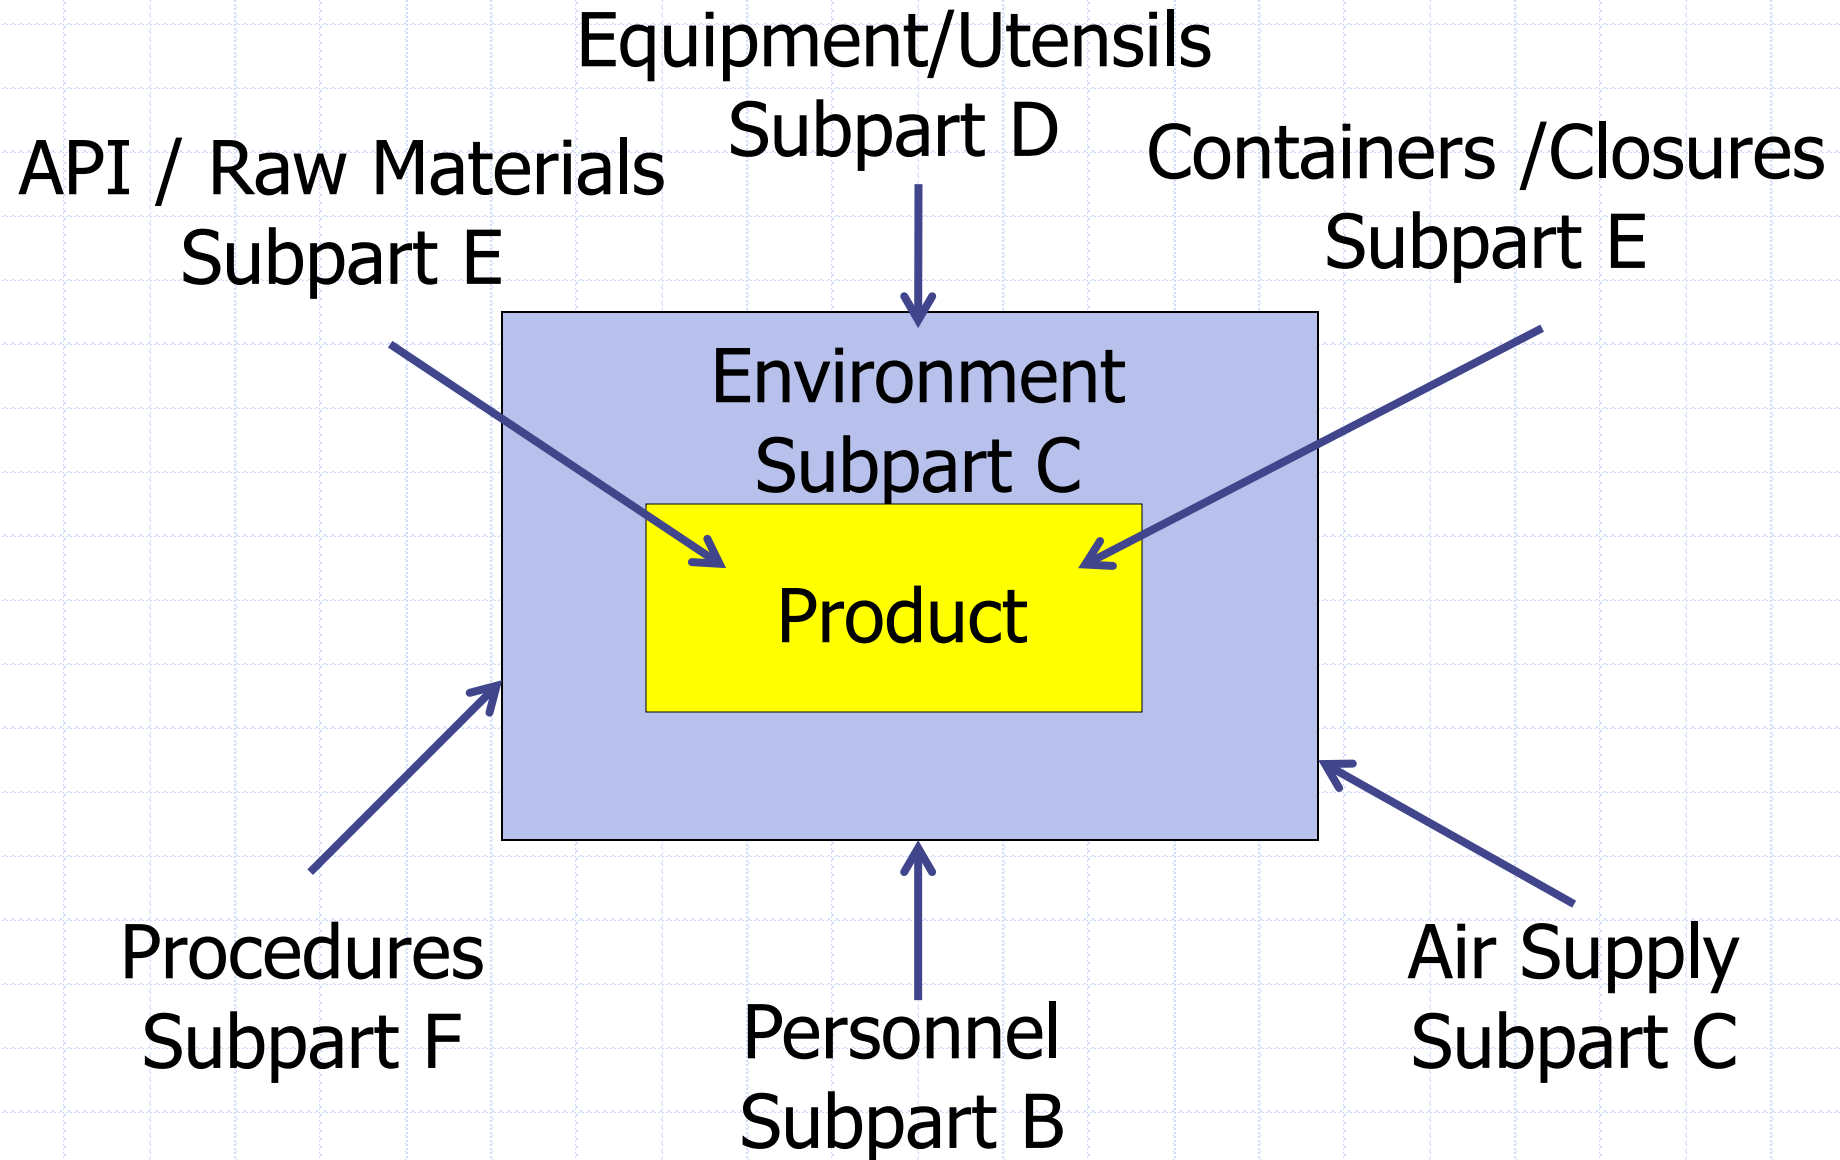 Equipment/Utensils
Subpart D
API / Raw Materials
Subpart E
Containers /Closures
Subpart E
Environment
Subpart C
Product
Procedures
Subpart F
Personnel
Subpart B
Air Supply
Subpart C